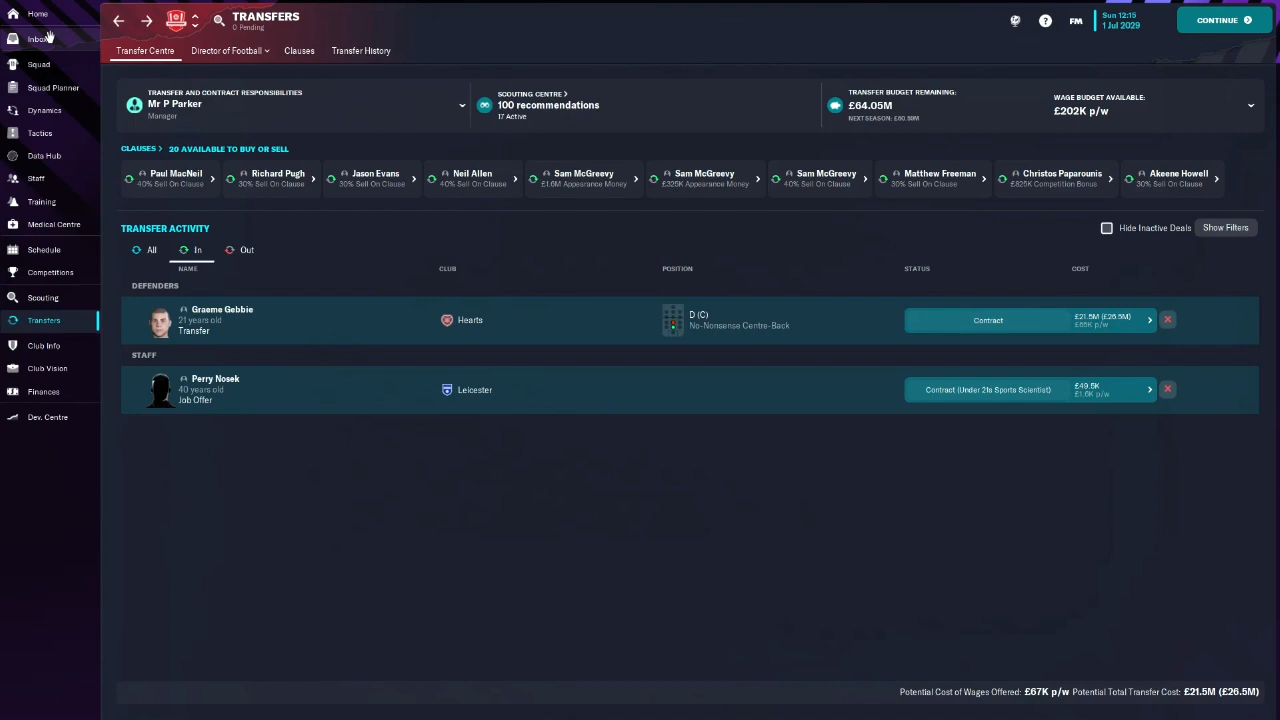 Home
Inbox
Squad
Squad Planner
Dynamics
Tactics
Data Hub
Staff
Training
Medical Centre
Schedule
Competitions
Scouting
Transfers
Club Info
Club Vision
Finances
Dev. Centre
TRANSFERS
0 Pending
FM
Sun 12:15
1 Jul 2029
CONTINUE
Transfer Centre Director of Football Clauses Transfer History
TRANSFER AND CONTRACT RESPONSIBILITIES
Mr P Parker
Manager
SCOUTING CENTRE >
100 recommendations
17 Active
TRANSFER BUDGET REMAINING:
£64.05M
WAGE BUDGET AVAILABLE:
£202K p/w
CLAUSES > 20 AVAILABLE TO BUY OR SELL
Paul MacNeil
40% Sell On Clause
Richard Pugh
30% Sell On Clause
Jason Evans
30% Sell On Clause
Neil Allen
40% Sell On Clause
Sam McGreevy
£1.6M Appearance Money
Sam McGreevy
£325K Appearance Money
Sam McGreevy
40% Sell On Clause
Matthew Freeman
30% Sell On Clause
Christos Paparounis
£825K Competition Bonus
Akeene Howell
30% Sell On Clause
TRANSFER ACTIVITY
Hide Inactive Deals Show Filters
All In Out
NAME CLUB POSITION STATUS COST
DEFENDERS
Graeme Gebbie
21 years old
Transfer
Hearts
D (C)
No-Nonsense Centre-Back
Contract
£21.5M (£26.5M)
£65K p/w
STAFF
Perry Nosek
40 years old
Job Offer
Leicester
Contract (Under 21s Sports Scientist)
£49.5K
£1.6K p/w
Potential Cost of Wages Offered: £67K p/w Potential Total Transfer Cost: £21.5M (£26.5M)